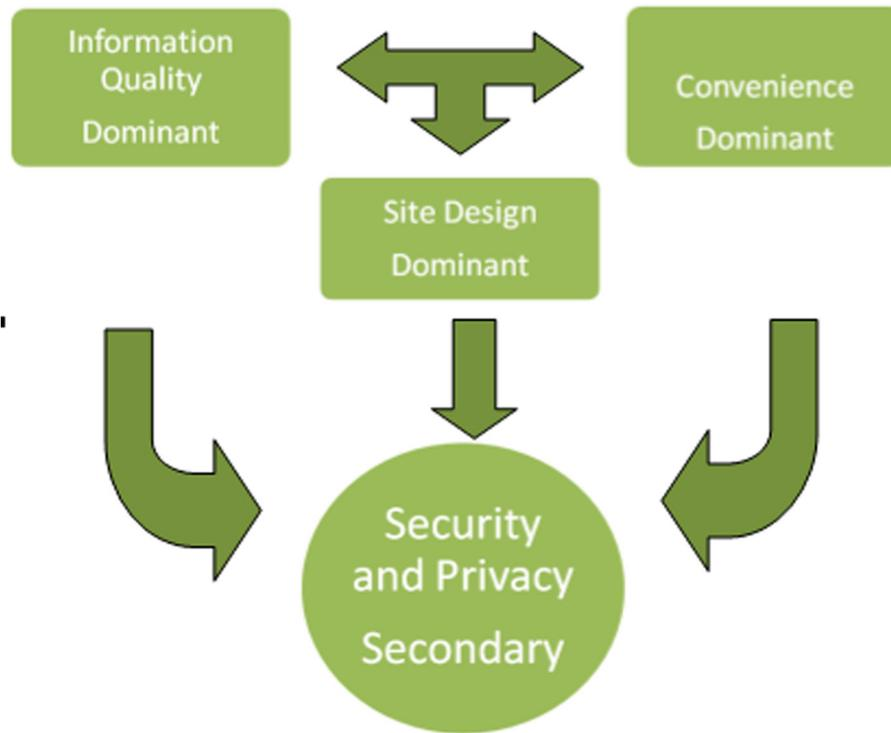 Information
Quality
Dominant
Convenience
Dominant
Site Design
Dominant
Security
and Privacy
Secondary